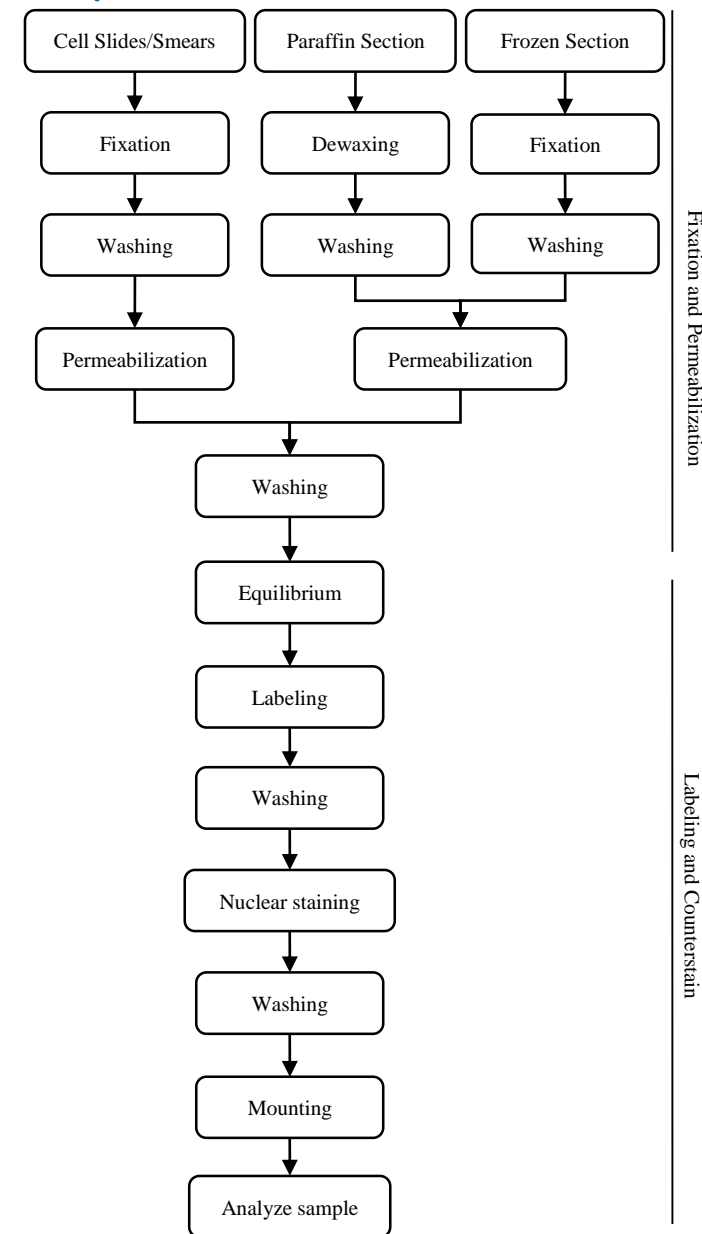 Cell Slides/Smears
Paraffin Section
Frozen Section
Fixation
Dewaxing
Fixation
Washing
Washing
Washing
Permeabilization
Permeabilization
Washing
Fixation and Permeabilization
Equilibrium
Labeling
Washing
Nuclear staining
Washing
Mounting
Analyze sample
Labeling and Counterstain